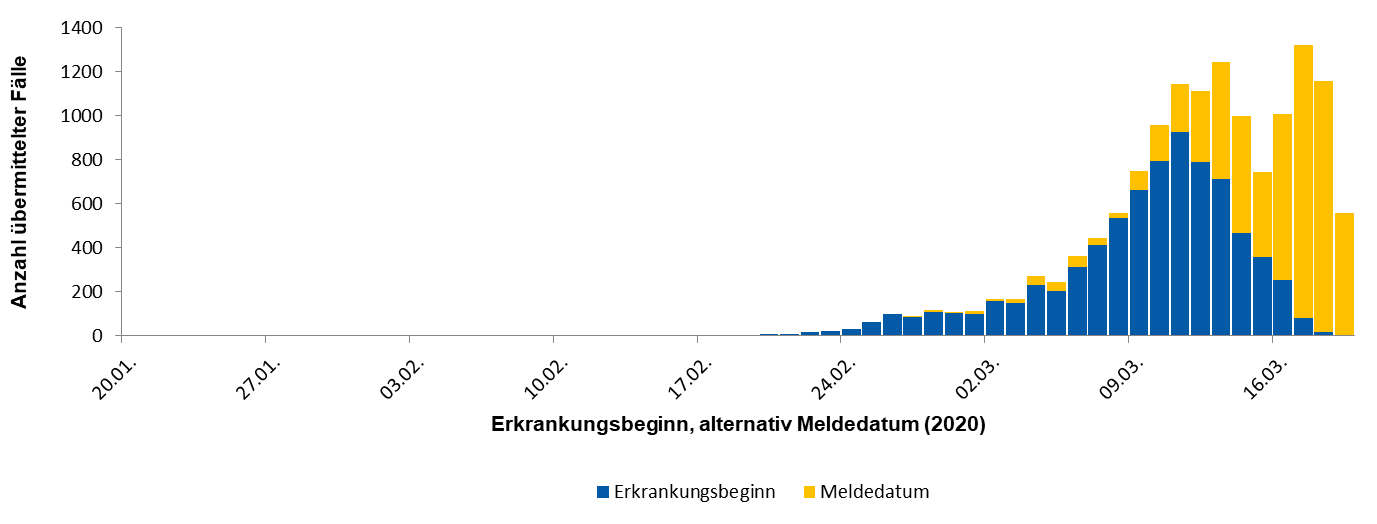 Anzahl übermittelter Fälle
1400
1200
1000
800
600
400
200
0
20.01. 27.01. 03.02. 10.02. 17.02. 24.02. 02.03. 09.03. 16.03.
Erkrankungsbeginn, alternativ Meldedatum (2020)
Erkrankungsbeginn Meldedatum